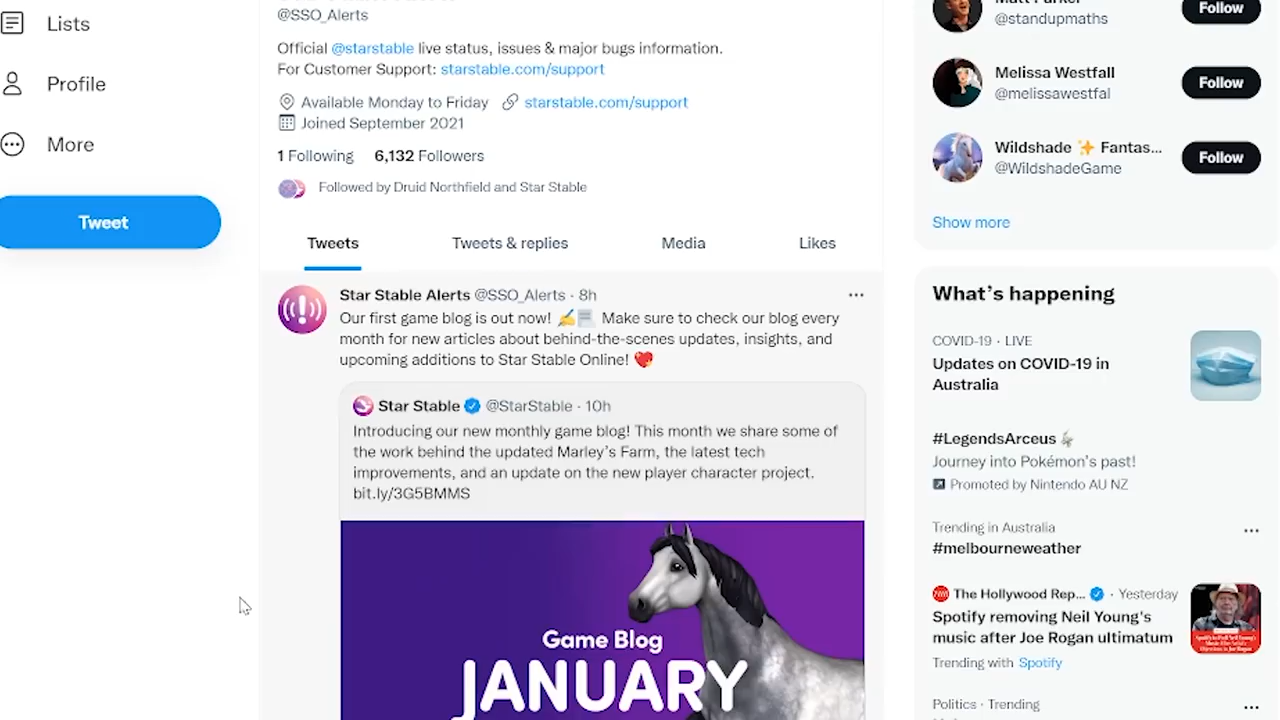 Lists
Profile
More
Tweet
@SSO_Alerts
Official @starstable live status, issues & major bugs information.
For Customer Support: starstable.com/support
Available Monday to Friday starstable.com/support
Joined September 2021
1 Following 6,132 Followers
Followed by Druid Northfield and Star Stable
Tweets Tweets & replies Media Likes
Star Stable Alerts @SSO_Alerts · 8h
Our first game blog is out now! ✍️📃 Make sure to check our blog every
month for new articles about behind-the-scenes updates, insights, and
upcoming additions to Star Stable Online! 💖
Star Stable @StarStable · 10h
Introducing our new monthly game blog! This month we share some of
the work behind the updated Marley's Farm, the latest tech
improvements, and an update on the new player character project.
bit.ly/3G5BMMS
Game Blog
JANUARY
@standupmaths
Follow
Melissa Westfall
@melissawestfal
Follow
Wildshade ✨ Fantas...
@WildshadeGame
Follow
Show more
What's happening
COVID-19 · LIVE
Updates on COVID-19 in
Australia
#LegendsArceus
Journey into Pokémon's past!
Promoted by Nintendo AU NZ
Trending in Australia
#melbourneweather
The Hollywood Rep... · Yesterday
Spotify removing Neil Young's
music after Joe Rogan ultimatum
Trending with Spotify
Politics · Trending